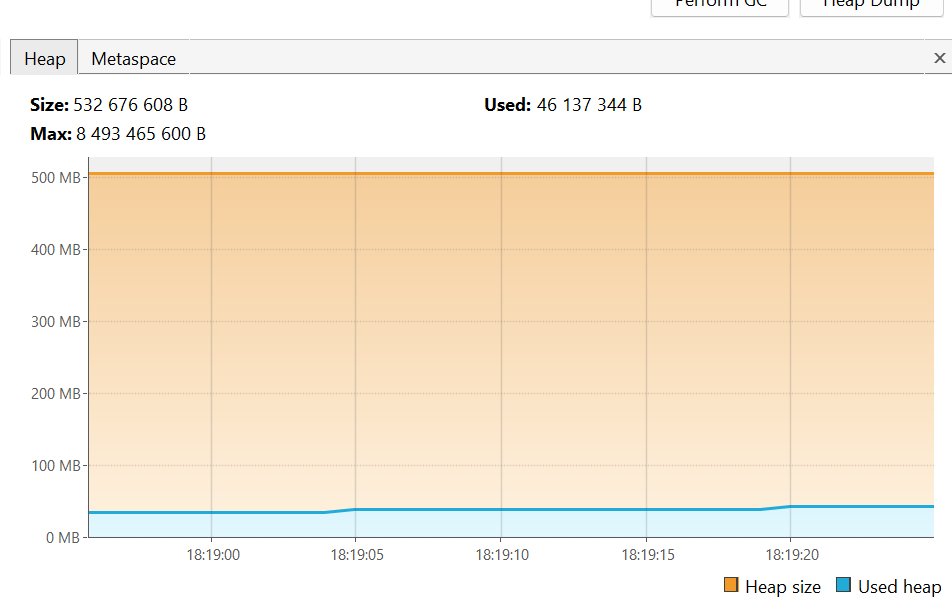 Perform GC Heap Dump
Heap Metaspace
Size: 532 676 608 B Used: 46 137 344 B
Max: 8 493 465 600 B
500 MB
400 MB
300 MB
200 MB
100 MB
0 MB
18:19:00 18:19:05 18:19:10 18:19:15 18:19:20
Heap size Used heap